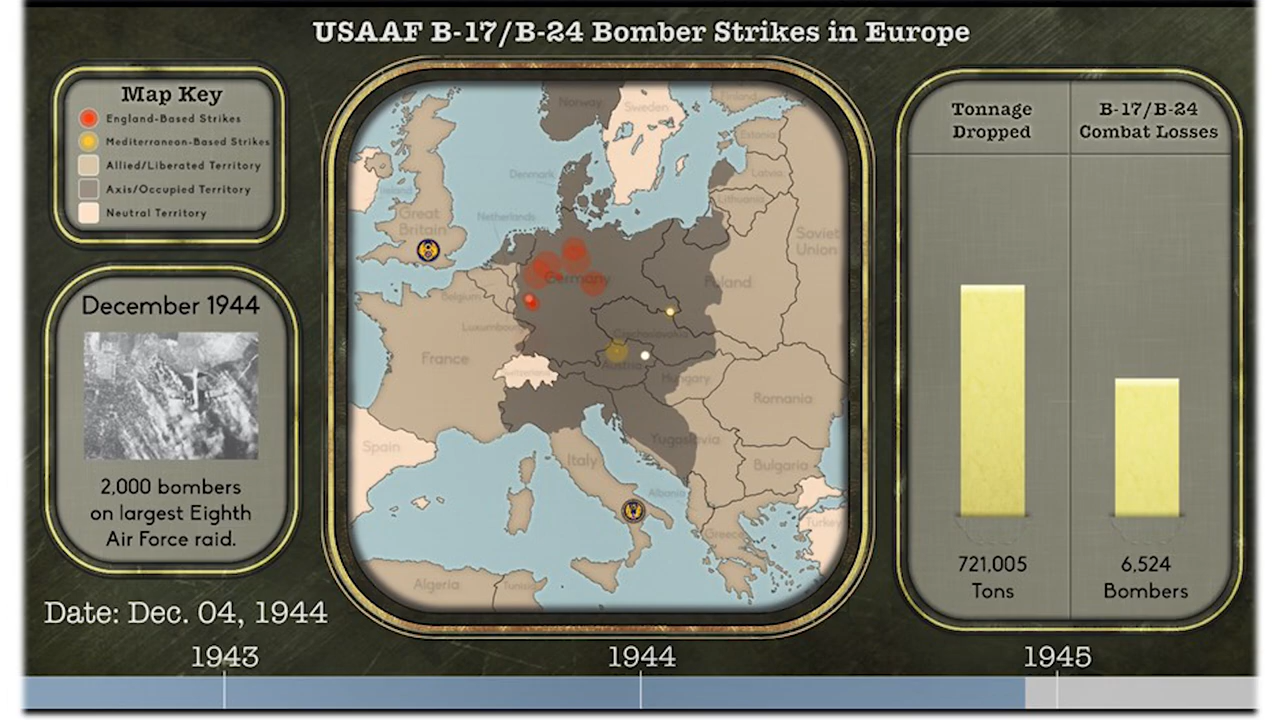 USAAF B-17/B-24 Bomber Strikes in Europe
Map Key
England-Based Strikes
Mediterranean-Based Strikes
Allied/Liberated Territory
Axis/Occupied Territory
Neutral Territory
December 1944
2,000 bombers
on largest Eighth
Air Force raid.
Date: Dec. 04, 1944
Norway
Sweden
Finland
Estonia
Latvia
Lithuania
Denmark
Ireland
Great
Britain
Netherlands
Soviet
Union
Germany
Poland
Belgium
Luxembourg
Czechoslovakia
France
Switzerland
Austria
Hungary
Romania
Spain
Italy
Yugoslavia
Bulgaria
Albania
Greece
Turkey
Algeria
Tunisia
Tonnage
Dropped
B-17/B-24
Combat Losses
721,005
Tons
6,524
Bombers
1943
1944
1945